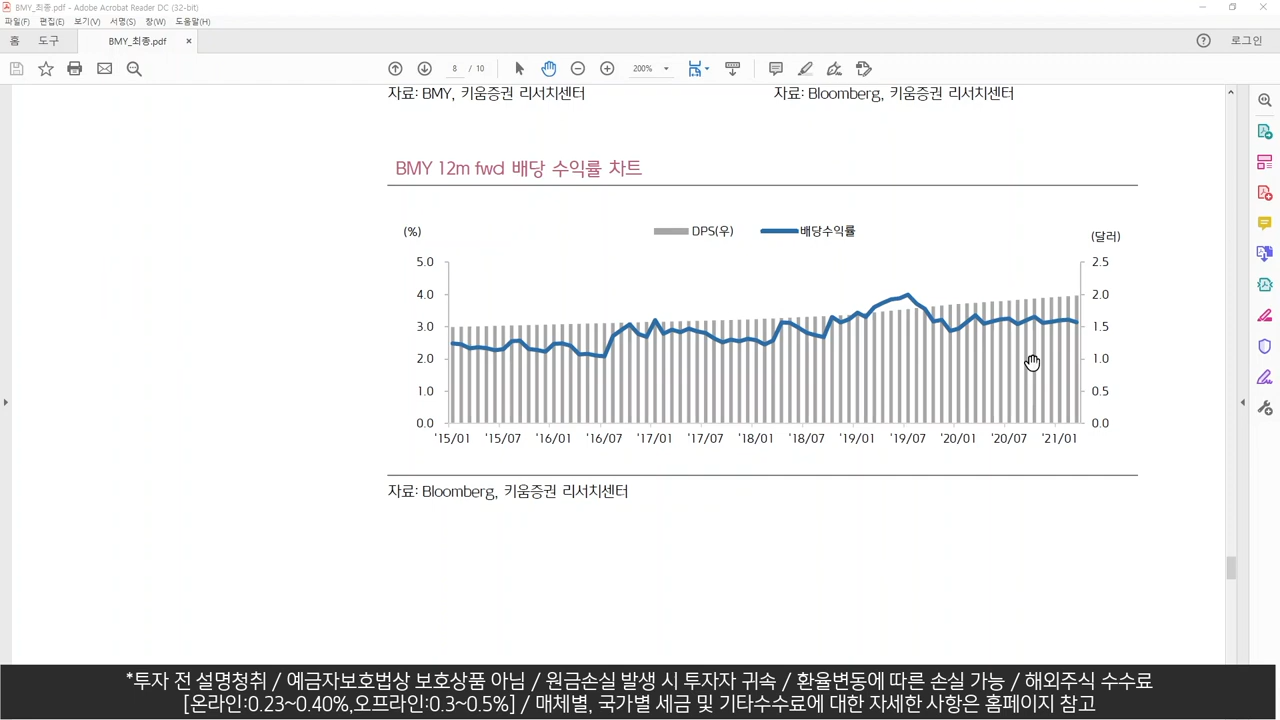 BMY_최종.pdf - Adobe Acrobat Reader DC (32-bit)
파일(F) 편집(E) 보기(V) 서명(S) 창(W) 도움말(H)
홈 도구 BMY_최종.pdf × 로그인
8 / 10 200%
자료: BMY, 키움증권 리서치센터 자료: Bloomberg, 키움증권 리서치센터
BMY 12m fwd 배당 수익률 차트
(%) DPS(우) 배당수익률 (달러)
5.0 2.5
4.0 2.0
3.0 1.5
2.0 1.0
1.0 0.5
0.0 0.0
'15/01 '15/07 '16/01 '16/07 '17/01 '17/07 '18/01 '18/07 '19/01 '19/07 '20/01 '20/07 '21/01
자료: Bloomberg, 키움증권 리서치센터
*투자 전 설명청취 / 예금자보호법상 보호상품 아님 / 원금손실 발생 시 투자자 귀속 / 환율변동에 따른 손실 가능 / 해외주식 수수료
[온라인:0.23~0.40%,오프라인:0.3~0.5%] / 매체별, 국가별 세금 및 기타수수료에 대한 자세한 사항은 홈페이지 참고